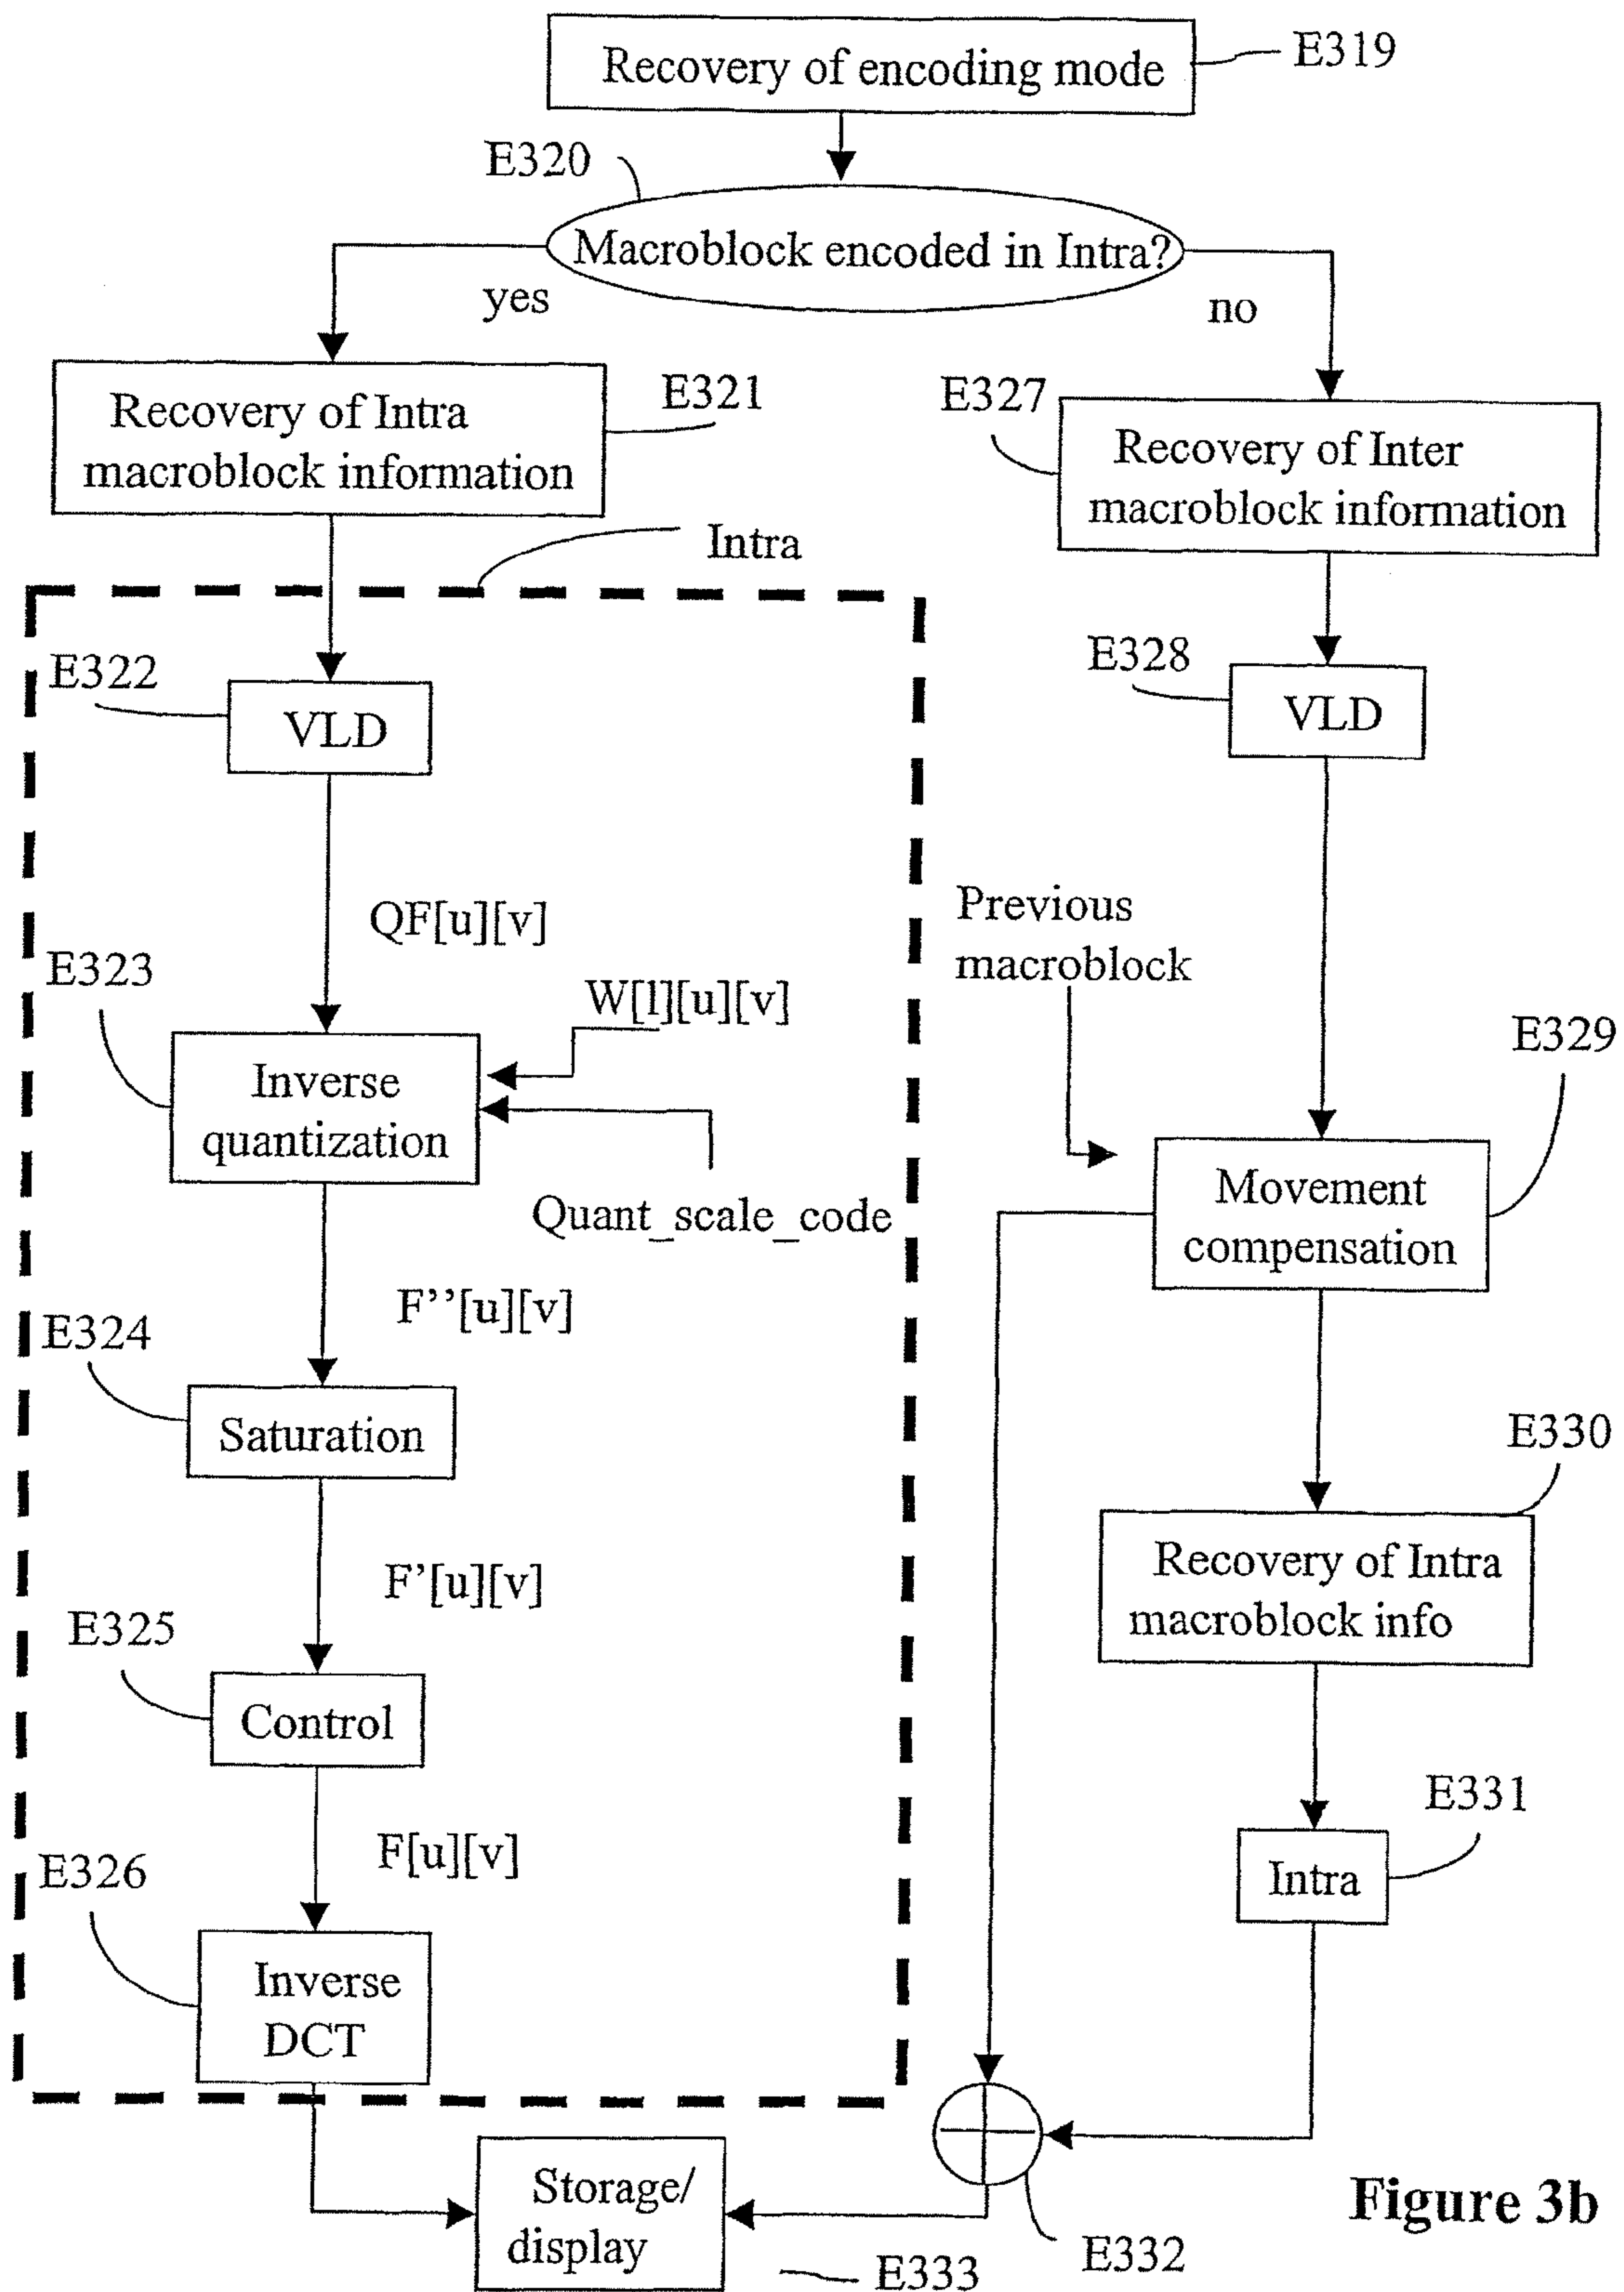 Recovery of encoding mode
E319
E320
Macroblock encoded in Intra?
yes
no
Recovery of Intra
macroblock information
E321
E327
Recovery of Inter
macroblock information
Intra
E322
VLD
E328
VLD
QF[u][v]
Previous
macroblock
E323
W[l][u][v]
Inverse
quantization
E329
Quant_scale_code
Movement
compensation
F’’[u][v]
E324
Saturation
E330
Recovery of Intra
macroblock info
F’[u][v]
E325
Control
E331
Intra
F[u][v]
E326
Inverse
DCT
Storage/
display
E333
E332
Figure 3b